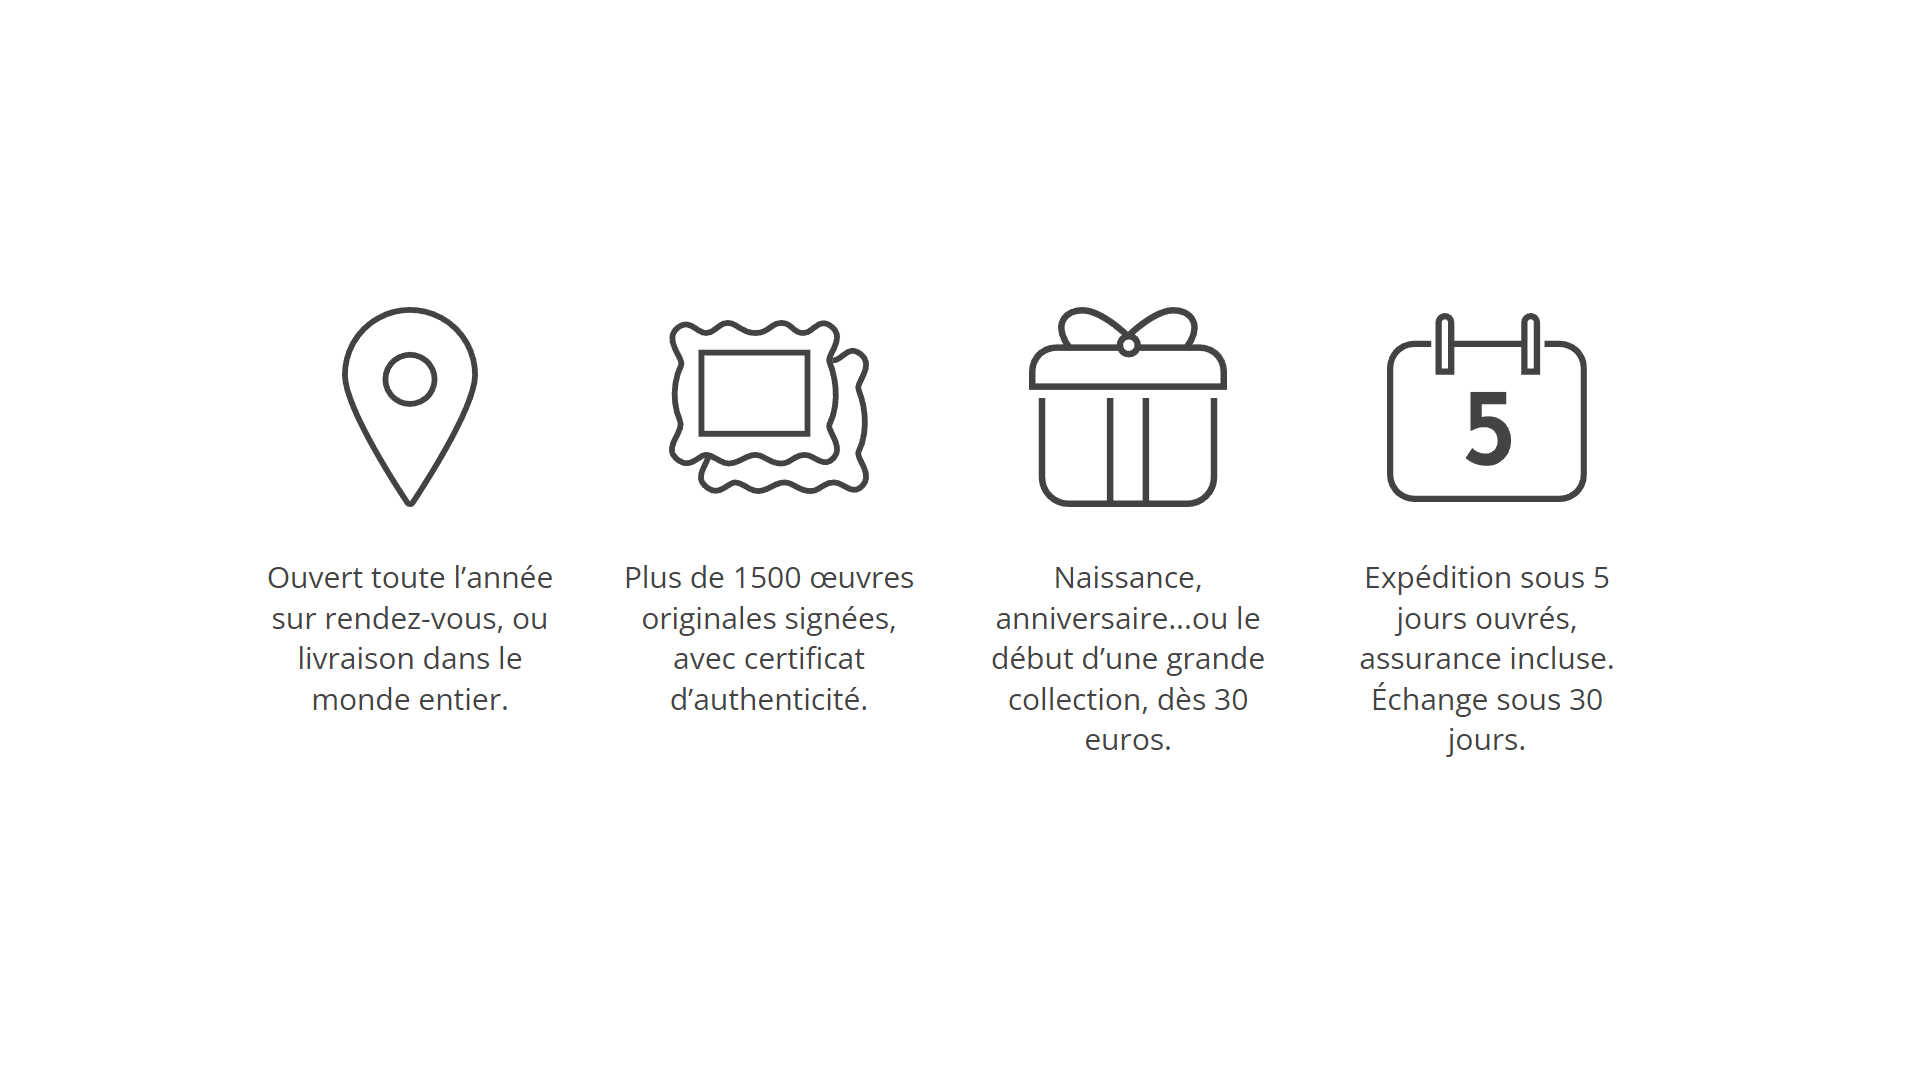 5
Ouvert toute l’année
sur rendez-vous, ou
livraison dans le
monde entier.
Plus de 1500 œuvres
originales signées,
avec certificat
d’authenticité.
Naissance,
anniversaire...ou le
début d’une grande
collection, dès 30
euros.
Expédition sous 5
jours ouvrés,
assurance incluse.
Échange sous 30
jours.